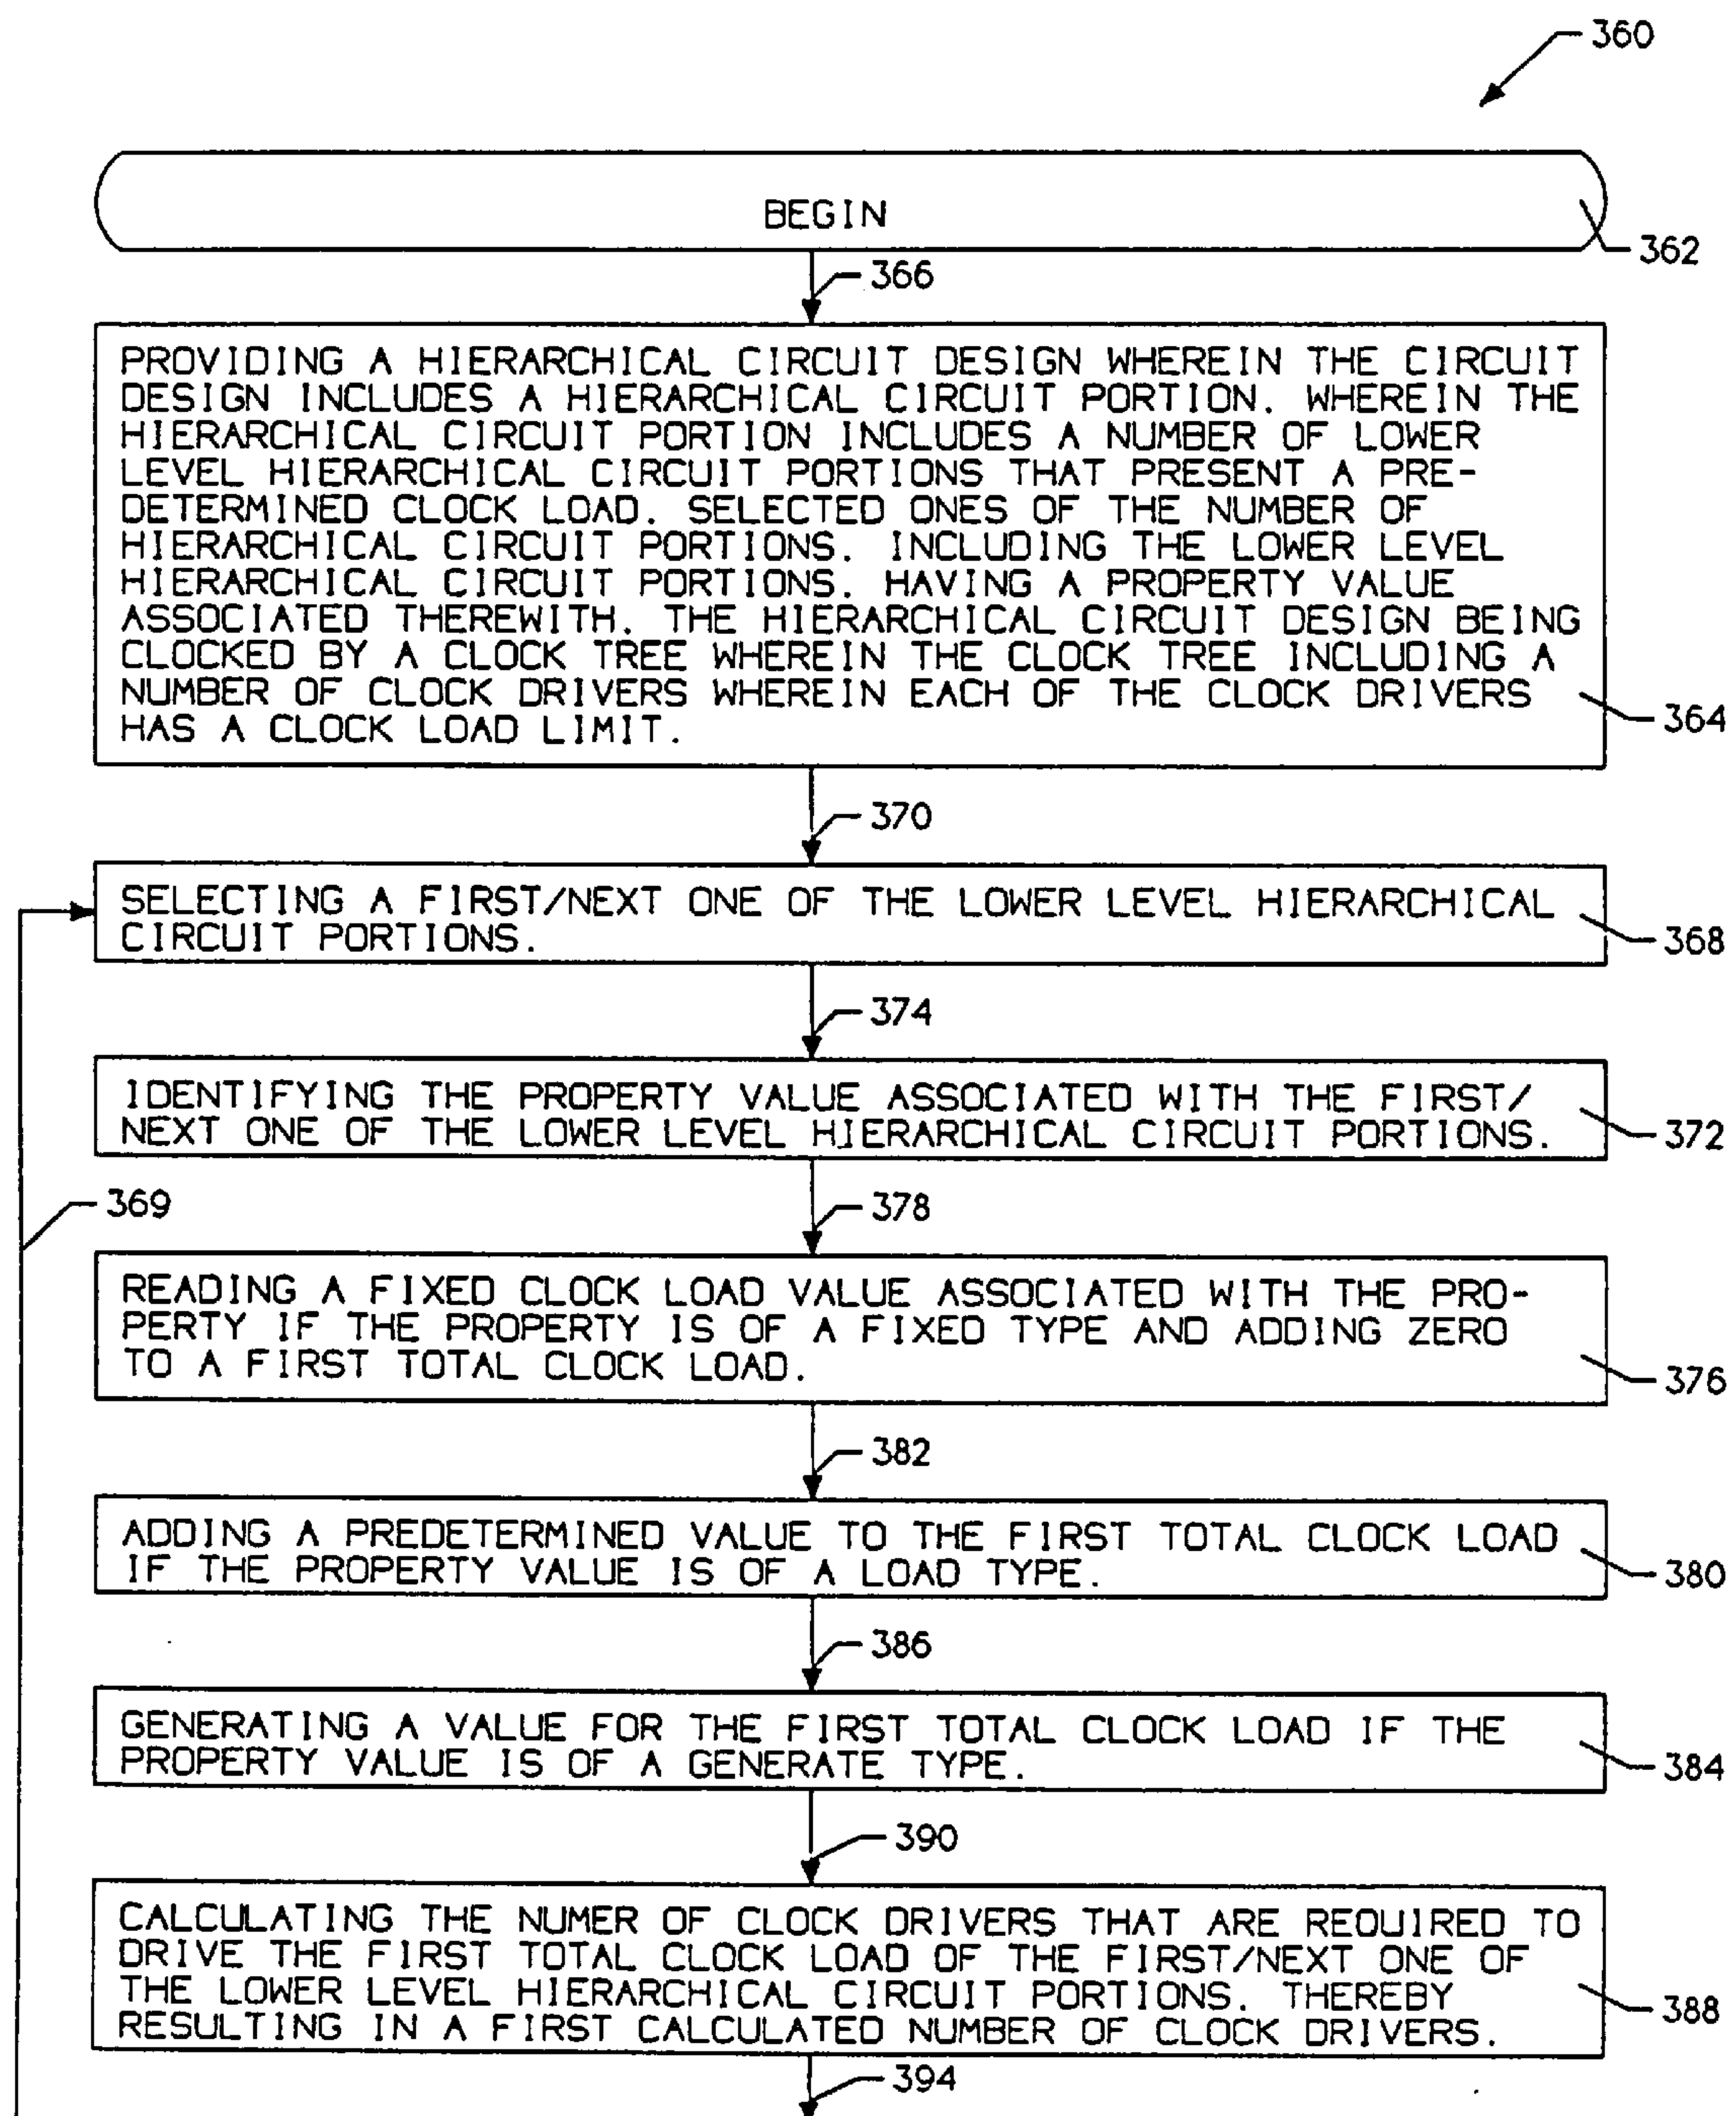 360
BEGIN
362
366
PROVIDING A HIERARCHICAL CIRCUIT DESIGN WHEREIN THE CIRCUIT
DESIGN INCLUDES A HIERARCHICAL CIRCUIT PORTION. WHEREIN THE
HIERARCHICAL CIRCUIT PORTION INCLUDES A NUMBER OF LOWER
LEVEL HIERARCHICAL CIRCUIT PORTIONS THAT PRESENT A PRE-
DETERMINED CLOCK LOAD. SELECTED ONES OF THE NUMBER OF
HIERARCHICAL CIRCUIT PORTIONS. INCLUDING THE LOWER LEVEL
HIERARCHICAL CIRCUIT PORTIONS. HAVING A PROPERTY VALUE
ASSOCIATED THEREWITH. THE HIERARCHICAL CIRCUIT DESIGN BEING
CLOCKED BY A CLOCK TREE WHEREIN THE CLOCK TREE INCLUDING A
NUMBER OF CLOCK DRIVERS WHEREIN EACH OF THE CLOCK DRIVERS
HAS A CLOCK LOAD LIMIT.
364
370
SELECTING A FIRST/NEXT ONE OF THE LOWER LEVEL HIERARCHICAL
CIRCUIT PORTIONS.
368
374
IDENTIFYING THE PROPERTY VALUE ASSOCIATED WITH THE FIRST/
NEXT ONE OF THE LOWER LEVEL HIERARCHICAL CIRCUIT PORTIONS.
372
369
378
READING A FIXED CLOCK LOAD VALUE ASSOCIATED WITH THE PRO-
PERTY IF THE PROPERTY IS OF A FIXED TYPE AND ADDING ZERO
TO A FIRST TOTAL CLOCK LOAD.
376
382
ADDING A PREDETERMINED VALUE TO THE FIRST TOTAL CLOCK LOAD
IF THE PROPERTY VALUE IS OF A LOAD TYPE.
380
386
GENERATING A VALUE FOR THE FIRST TOTAL CLOCK LOAD IF THE
PROPERTY VALUE IS OF A GENERATE TYPE.
384
390
CALCULATING THE NUMER OF CLOCK DRIVERS THAT ARE REQUIRED TO
DRIVE THE FIRST TOTAL CLOCK LOAD OF THE FIRST/NEXT ONE OF
THE LOWER LEVEL HIERARCHICAL CIRCUIT PORTIONS. THEREBY
RESULTING IN A FIRST CALCULATED NUMBER OF CLOCK DRIVERS.
388
394